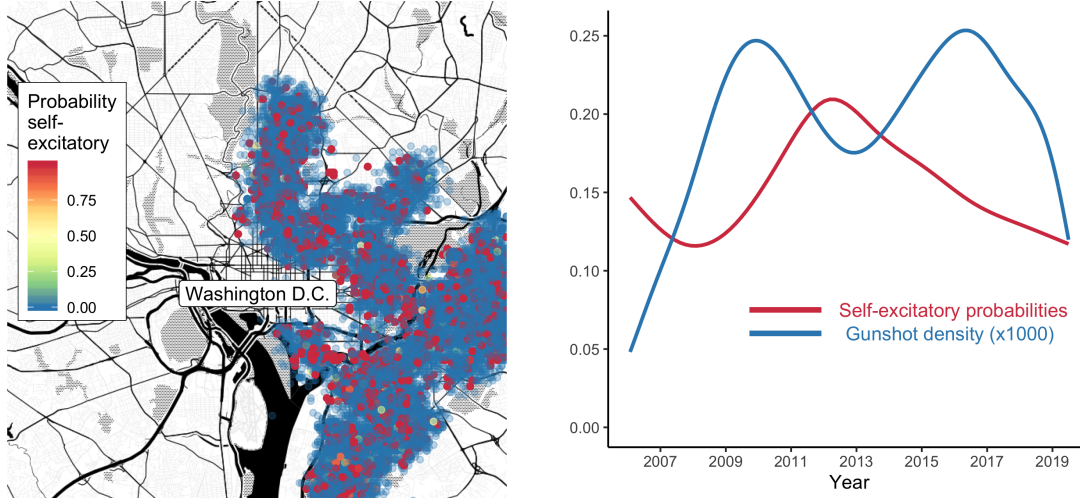 Probability
self-
excitatory
0.75
0.50
0.25
0.00
Washington D.C.
0.25
0.20
0.15
0.10
0.05
0.00
Self-excitatory probabilities
Gunshot density (x1000)
2007 2009 2011 2013 2015 2017 2019
Year